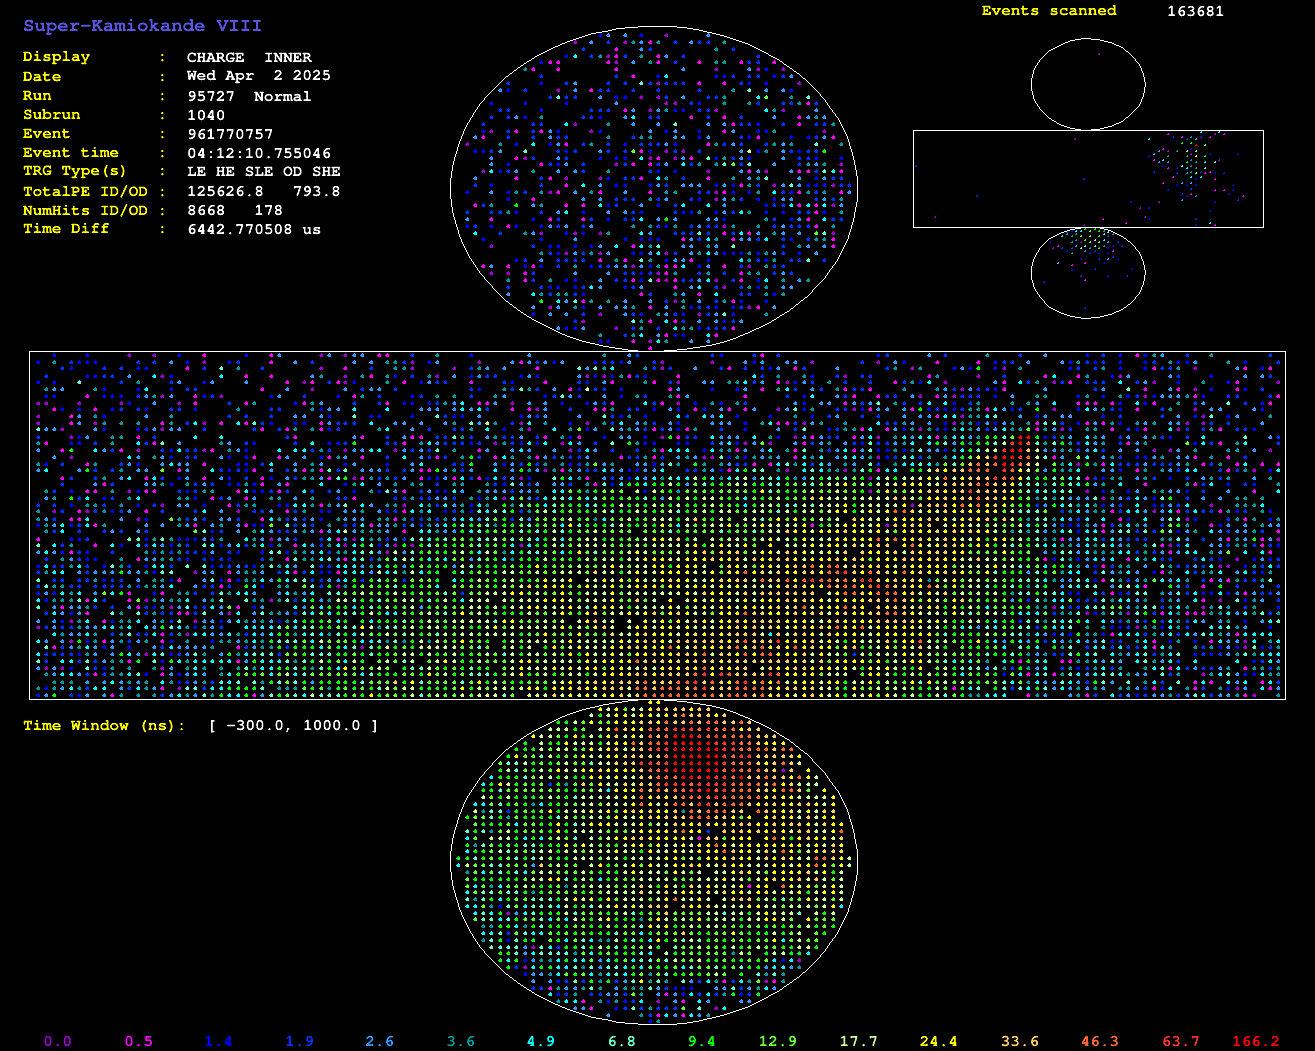 Super-Kamiokande VIII
Events scanned 163681
Display : CHARGE INNER
Date : Wed Apr 2 2025
Run : 95727 Normal
Subrun : 1040
Event : 961770757
Event time : 04:12:10.755046
TRG Type(s) : LE HE SLE OD SHE
TotalPE ID/OD : 125626.8 793.8
NumHits ID/OD : 8668 178
Time Diff : 6442.770508 us
Time Window (ns): [ -300.0, 1000.0 ]
0.0 0.5 1.4 1.9 2.6 3.6 4.9 6.8 9.4 12.9 17.7 24.4 33.6 46.3 63.7 166.2